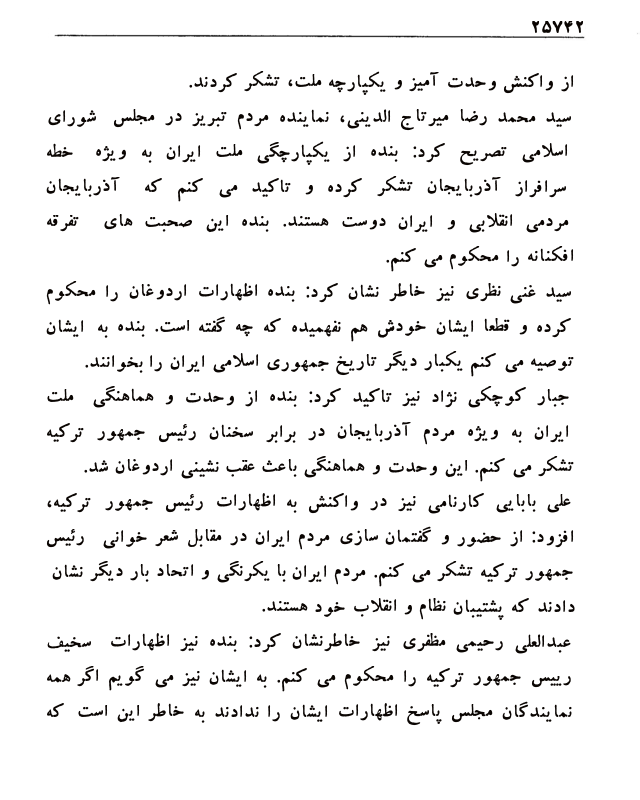 ۲۵۷۴۲
از واکنش وحدت آمیز و یکپارچه ملت، تشکر کردند.
سید محمد رضا میرتاج الدینی، نماینده مردم تبریز در مجلس شورای
اسلامی تصریح کرد: بنده از یکپارچگی ملت ایران به ویژه خطه
سرافراز آذربایجان تشکر کرده و تاکید می کنم که آذربایجان
مردمی انقلابی و ایران دوست هستند. بنده این صحبت های تفرقه
افکنانه را محکوم می کنم.
سید غنی نظری نیز خاطر نشان کرد: بنده اظهارات اردوغان را محکوم
کرده و قطعا ایشان خودش هم نفهمیده که چه گفته است. بنده به ایشان
توصیه می کنم یکبار دیگر تاریخ جمهوری اسلامی ایران را بخوانند.
جبار کوچکی نژاد نیز تاکید کرد: بنده از وحدت و هماهنگی ملت
ایران به ویژه مردم آذربایجان در برابر سخنان رئیس جمهور ترکیه
تشکر می کنم. این وحدت و هماهنگی باعث عقب نشینی اردوغان شد.
علی بابایی کارنامی نیز در واکنش به اظهارات رئیس جمهور ترکیه،
افزود: از حضور و گفتمان سازی مردم ایران در مقابل شعر خوانی رئیس
جمهور ترکیه تشکر می کنم. مردم ایران با یکرنگی و اتحاد بار دیگر نشان
دادند که پشتیبان نظام و انقلاب خود هستند.
عبدالعلی رحیمی مظفری نیز خاطرنشان کرد: بنده نیز اظهارات سخیف
رییس جمهور ترکیه را محکوم می کنم. به ایشان نیز می گویم اگر همه
نمایندگان مجلس پاسخ اظهارات ایشان را ندادند به خاطر این است که